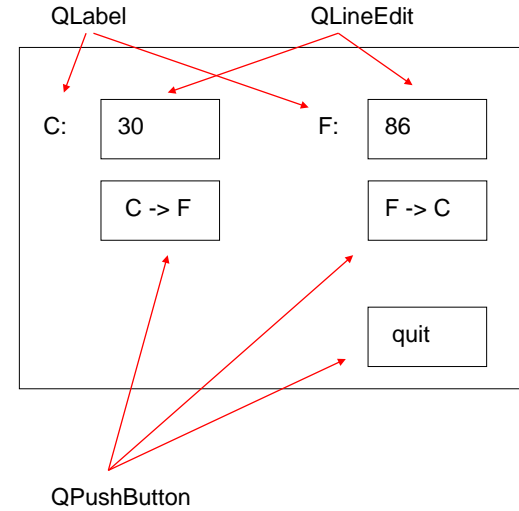 QLabel QLineEdit
C: 30 F: 86
C -> F F -> C
quit
QPushButton